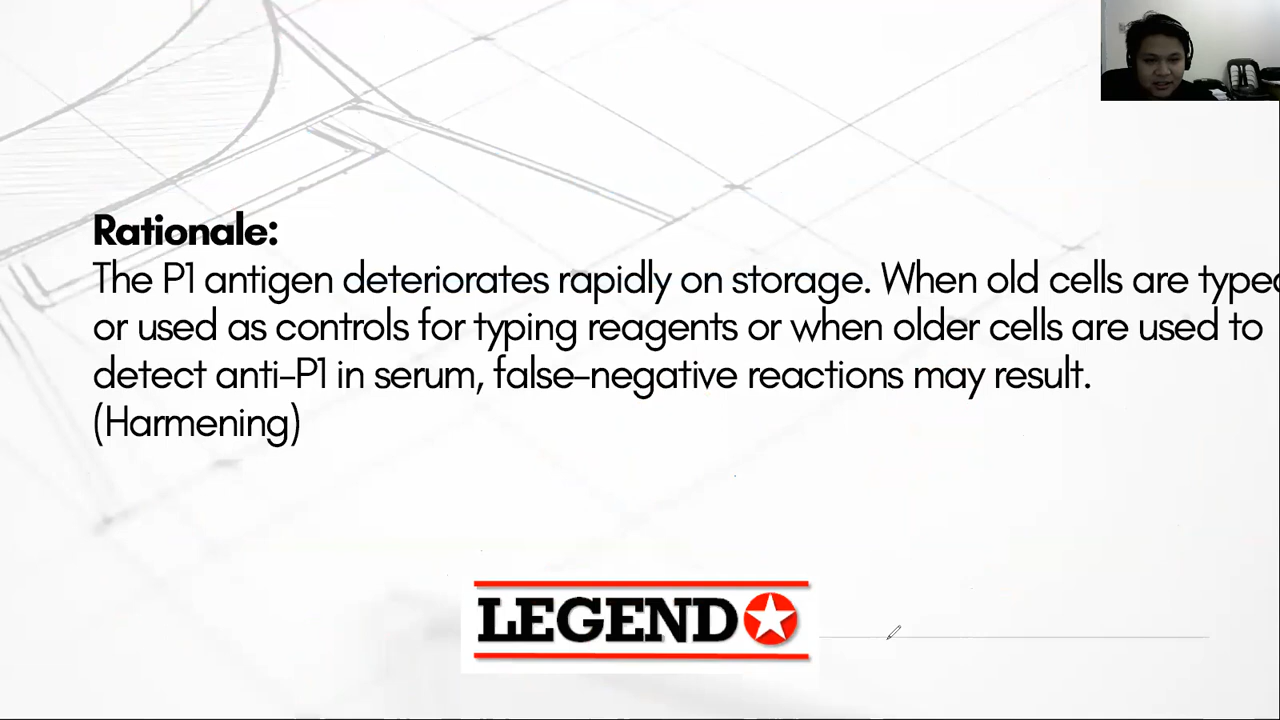 Rationale:
The P1 antigen deteriorates rapidly on storage. When old cells are typed
or used as controls for typing reagents or when older cells are used to
detect anti-P1 in serum, false-negative reactions may result.
(Harmening)
LEGEND